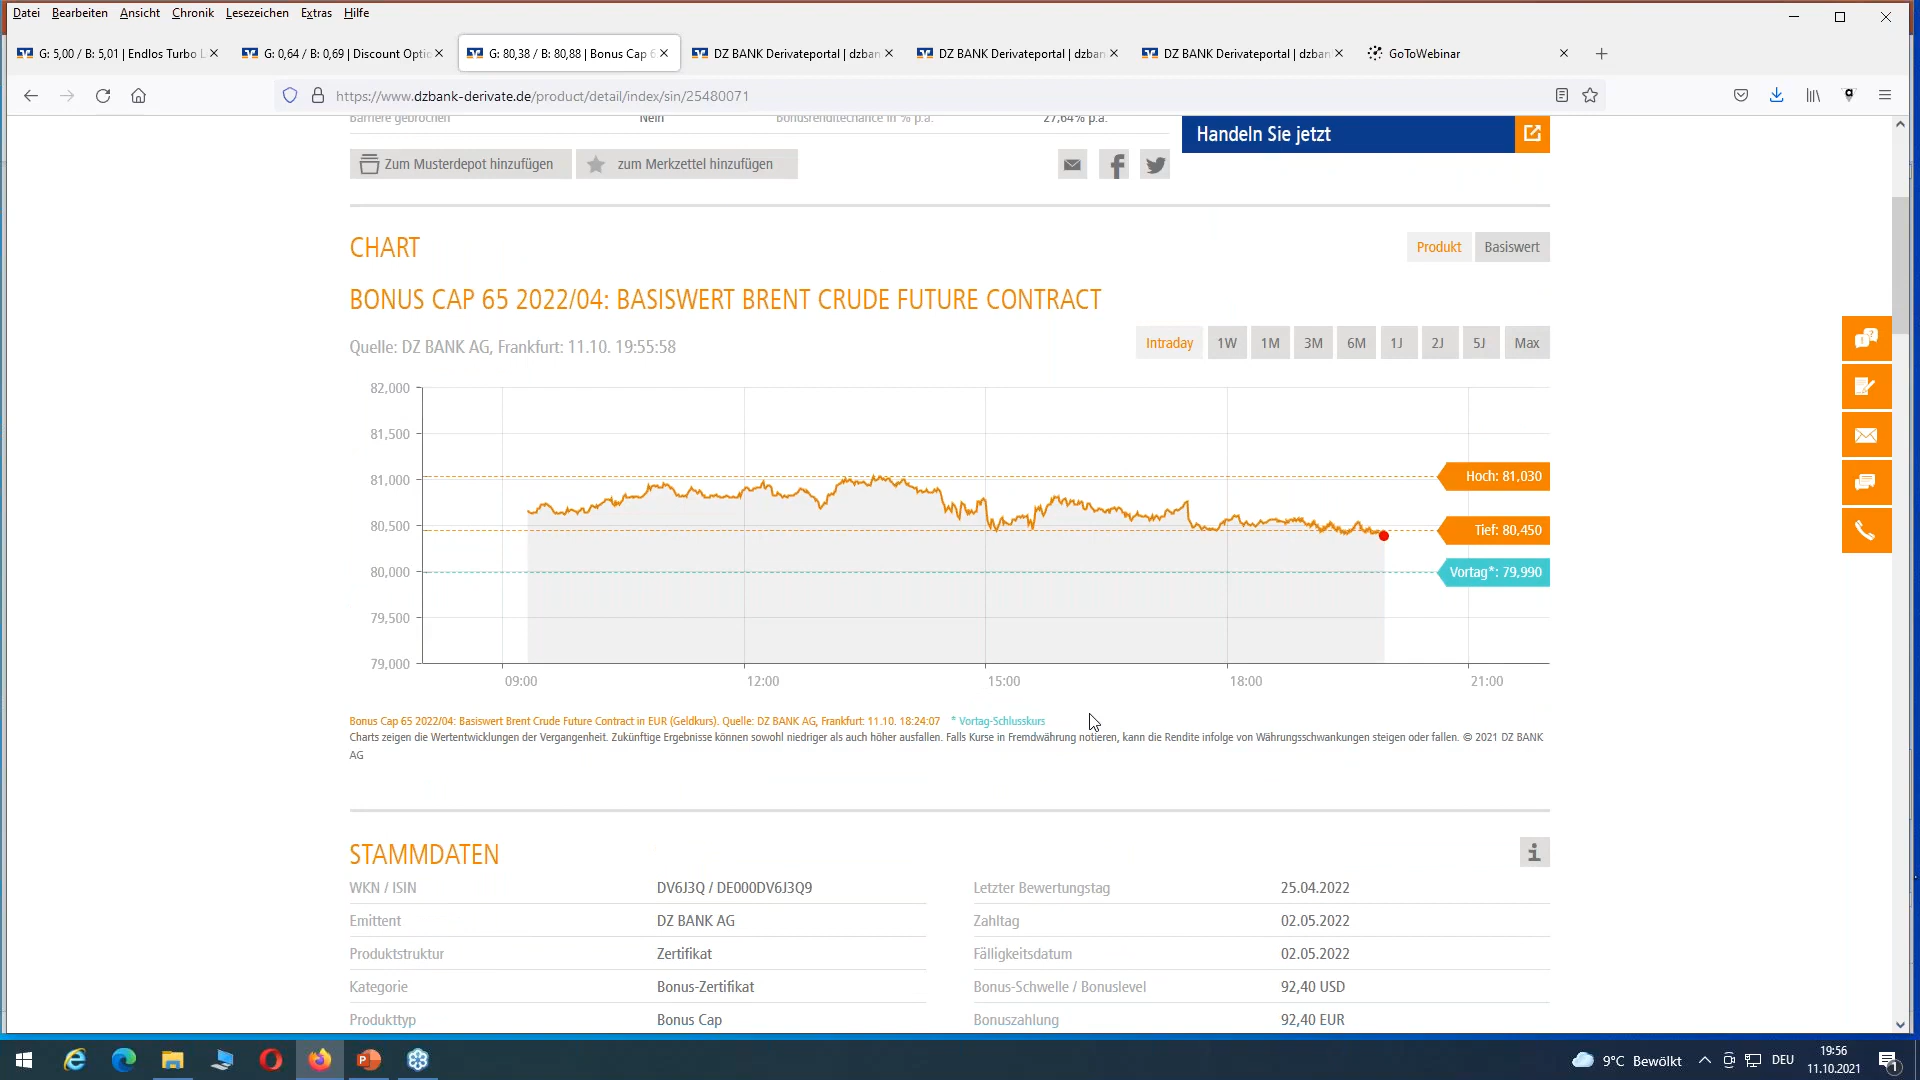 Datei Bearbeiten Ansicht Chronik Lesezeichen Extras Hilfe
G: 5,00 / B: 5,01 | Endlos Turbo L
G: 0,64 / B: 0,69 | Discount Optio
G: 80,38 / B: 80,88 | Bonus Cap 6
DZ BANK Derivateportal | dzban
DZ BANK Derivateportal | dzban
DZ BANK Derivateportal | dzban
GoToWebinar
https://www.dzbank-derivate.de/product/detail/index/sin/25480071
Barriere gebrochen Nein Bonusrenditechance in % p.a. 27,64% p.a.
Handeln Sie jetzt
Zum Musterdepot hinzufügen zum Merkzettel hinzufügen
CHART
Produkt Basiswert
BONUS CAP 65 2022/04: BASISWERT BRENT CRUDE FUTURE CONTRACT
Quelle: DZ BANK AG, Frankfurt: 11.10. 19:55:58
Intraday 1W 1M 3M 6M 1J 2J 5J Max
82,000
81,500
81,000
80,500
80,000
79,500
79,000
Hoch: 81,030
Tief: 80,450
Vortag*: 79,990
09:00 12:00 15:00 18:00 21:00
Bonus Cap 65 2022/04: Basiswert Brent Crude Future Contract in EUR (Geldkurs). Quelle: DZ BANK AG, Frankfurt: 11.10. 18:24:07 * Vortag-Schlusskurs
Charts zeigen die Wertentwicklungen der Vergangenheit. Zukünftige Ergebnisse können sowohl niedriger als auch höher ausfallen. Falls Kurse in Fremdwährung notieren, kann die Rendite infolge von Währungsschwankungen steigen oder fallen. © 2021 DZ BANK
AG
STAMMDATEN
WKN / ISIN DV6J3Q / DE000DV6J3Q9 Letzter Bewertungstag 25.04.2022
Emittent DZ BANK AG Zahltag 02.05.2022
Produktstruktur Zertifikat Fälligkeitsdatum 02.05.2022
Kategorie Bonus-Zertifikat Bonus-Schwelle / Bonuslevel 92,40 USD
Produkttyp Bonus Cap Bonuszahlung 92,40 EUR
9°C Bewölkt DEU 19:56
11.10.2021
1